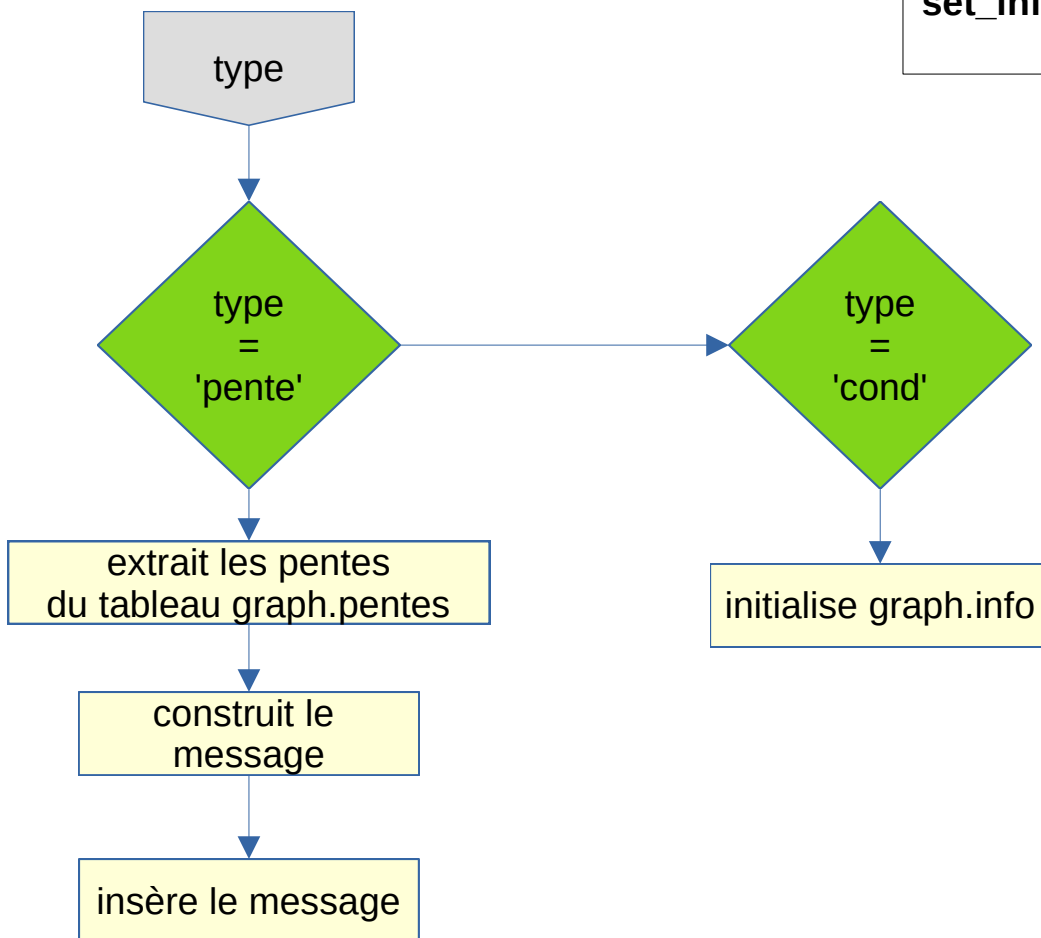 type
type
=
'pente'
type
=
'cond'
extrait les pentes
du tableau graph.pentes
initialise graph.info
construit le
message
insère le message